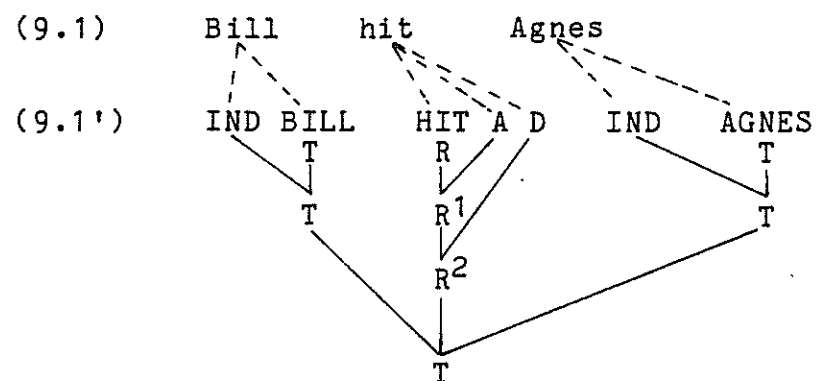 (9.1) Bill hit Agnes
(9.1') IND BILL HIT A D IND AGNES
T R T
T R1 T
R2
T